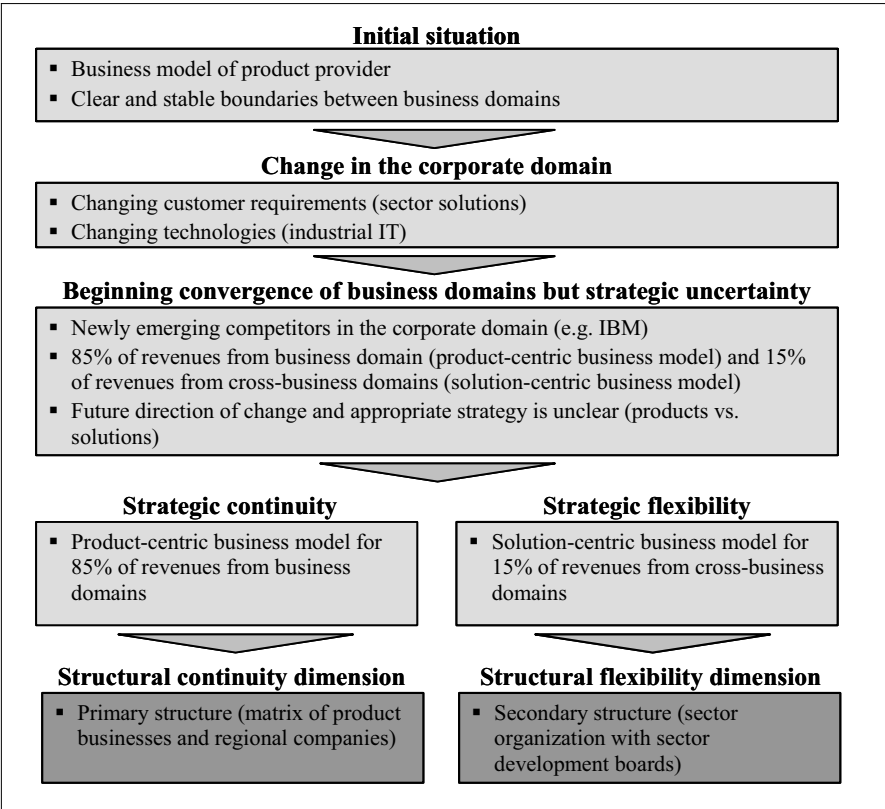 Initial situation
▪ Business model of product provider
▪ Clear and stable boundaries between business domains
Change in the corporate domain
▪ Changing customer requirements (sector solutions)
▪ Changing technologies (industrial IT)
Beginning convergence of business domains but strategic uncertainty
▪ Newly emerging competitors in the corporate domain (e.g. IBM)
▪ 85% of revenues from business domain (product-centric business model) and 15%
of revenues from cross-business domains (solution-centric business model)
▪ Future direction of change and appropriate strategy is unclear (products vs.
solutions)
Strategic continuity
▪ Product-centric business model for
85% of revenues from business
domains
Strategic flexibility
▪ Solution-centric business model for
15% of revenues from cross-business
domains
Structural continuity dimension
▪ Primary structure (matrix of product
businesses and regional companies)
Structural flexibility dimension
▪ Secondary structure (sector
organization with sector
development boards)